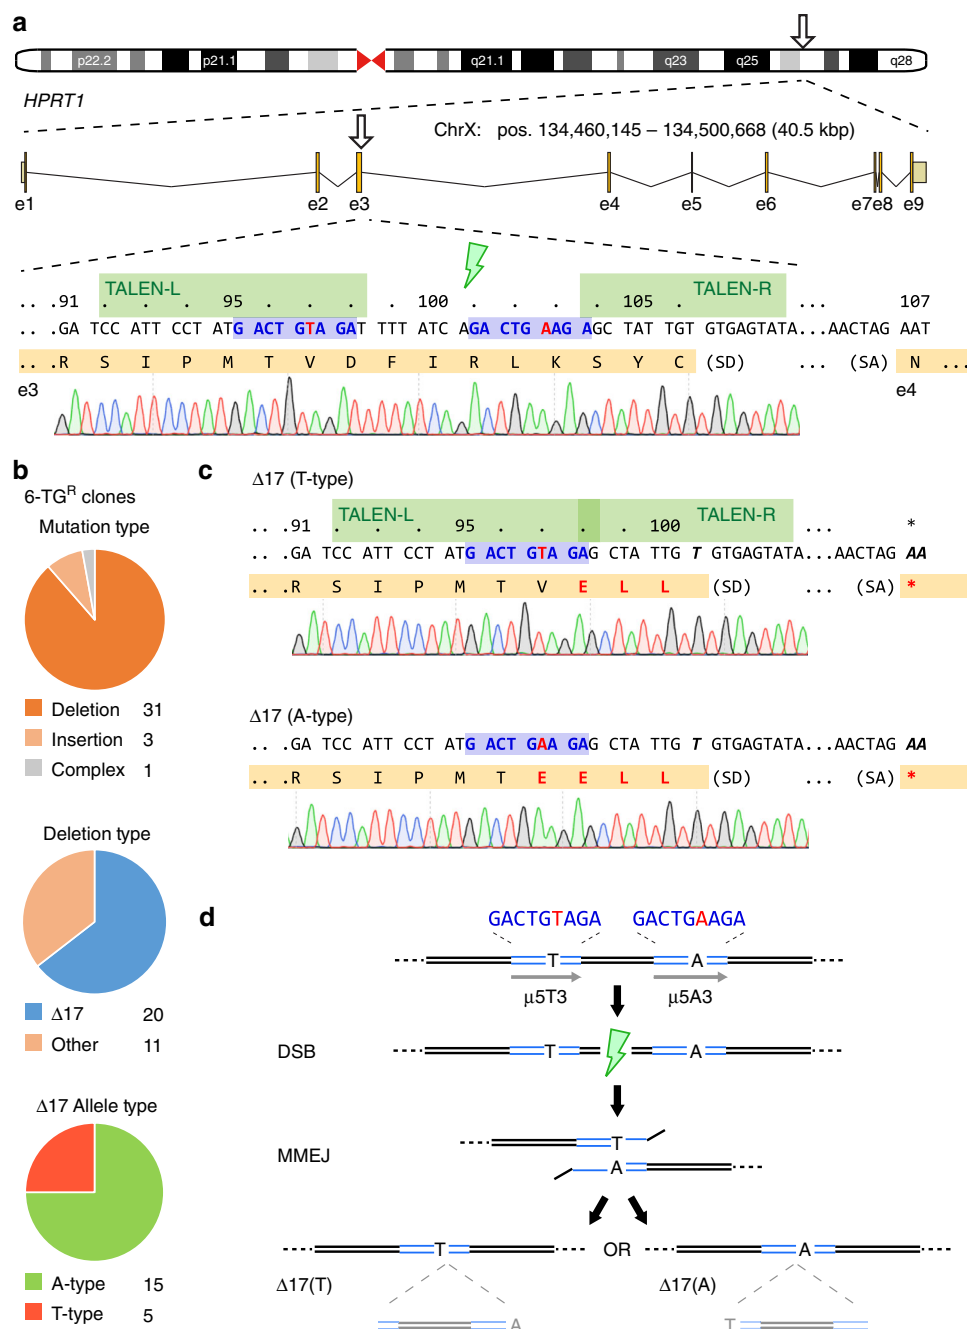 a
p22.2 p21.1 q21.1 q23 q25 q28
HPRT1
ChrX: pos. 134,460,145 – 134,500,668 (40.5 kbp)
e1 e2 e3 e4 e5 e6 e7 e8 e9
TALEN-L TALEN-R
. . .91 . . . 95 . . . . 100 . . . . 105 . ... 107
. . .GA TCC ATT CCT ATG ACT GTA GAT TTT ATC AGA CTG AAG AGC TAT TGT GTGAGTATA...AACTAG AAT
. . .R S I P M T V D F I R L K S Y C (SD) ... (SA) N ...
e3 e4
b
6-TGR clones
Mutation type
Deletion 31
Insertion 3
Complex 1
Deletion type
Δ17 20
Other 11
Δ17 Allele type
A-type 15
T-type 5
c
Δ17 (T-type)
TALEN-L TALEN-R
. . .91 . . . 95 . . . . 100 ... *
. . .GA TCC ATT CCT ATG ACT GTA GAG CTA TTG T GTGAGTATA...AACTAG AA
. . .R S I P M T V E L L (SD) ... (SA) *
Δ17 (A-type)
. . .GA TCC ATT CCT ATG ACT GAA GAG CTA TTG T GTGAGTATA...AACTAG AA
. . .R S I P M T E E L L (SD) ... (SA) *
d
GACTGTAGA GACTGAAGA
T A
µ5T3 µ5A3
DSB
T A
MMEJ
T
A
T OR A
Δ17(T) Δ17(A)
A T